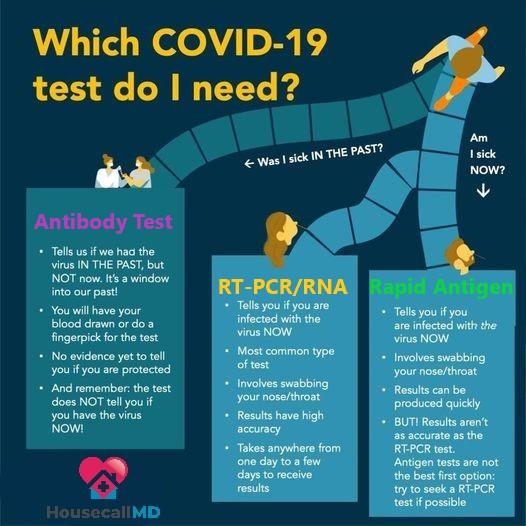 Which COVID-19
test do I need?
← Was I sick IN THE PAST?
Am
I sick
NOW?
↓
Antibody Test
• Tells us if we had the
virus IN THE PAST, but
NOT now. It's a window
into our past!
• You will have your
blood drawn or do a
fingerpick for the test
• No evidence yet to tell
you if you are protected
• And remember: the test
does NOT tell you if
you have the virus
NOW!
RT-PCR/RNA
• Tells you if you are
infected with the
virus NOW
• Most common type
of test
• Involves swabbing
your nose/throat
• Results have high
accuracy
• Takes anywhere from
one day to a few
days to receive
results
Rapid Antigen
• Tells you if you
are infected with the
virus NOW
• Involves swabbing
your nose/throat
• Results can be
produced quickly
• BUT! Results aren't
as accurate as the
RT-PCR test.
Antigen tests are not
the best first option:
try to seek a RT-PCR
test if possible
HousecallMD